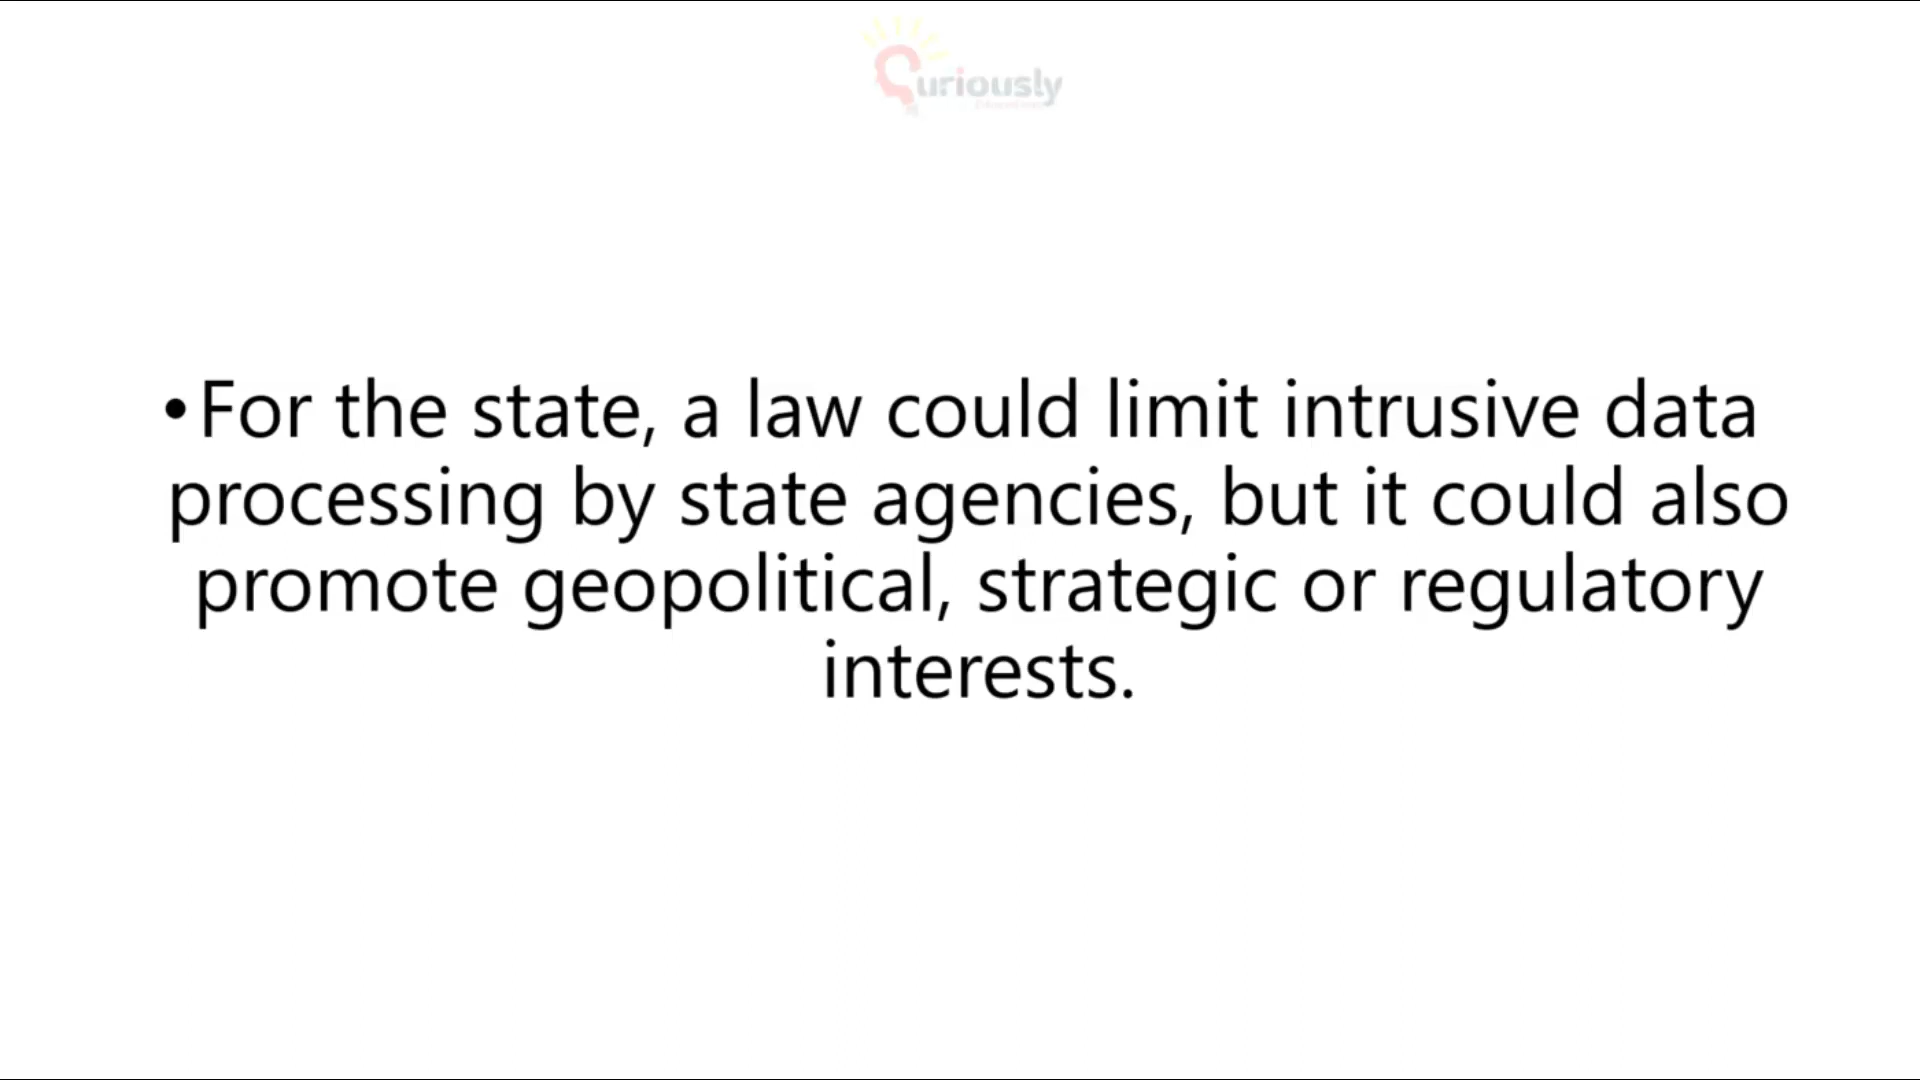 uriously
•For the state, a law could limit intrusive data
processing by state agencies, but it could also
promote geopolitical, strategic or regulatory
interests.